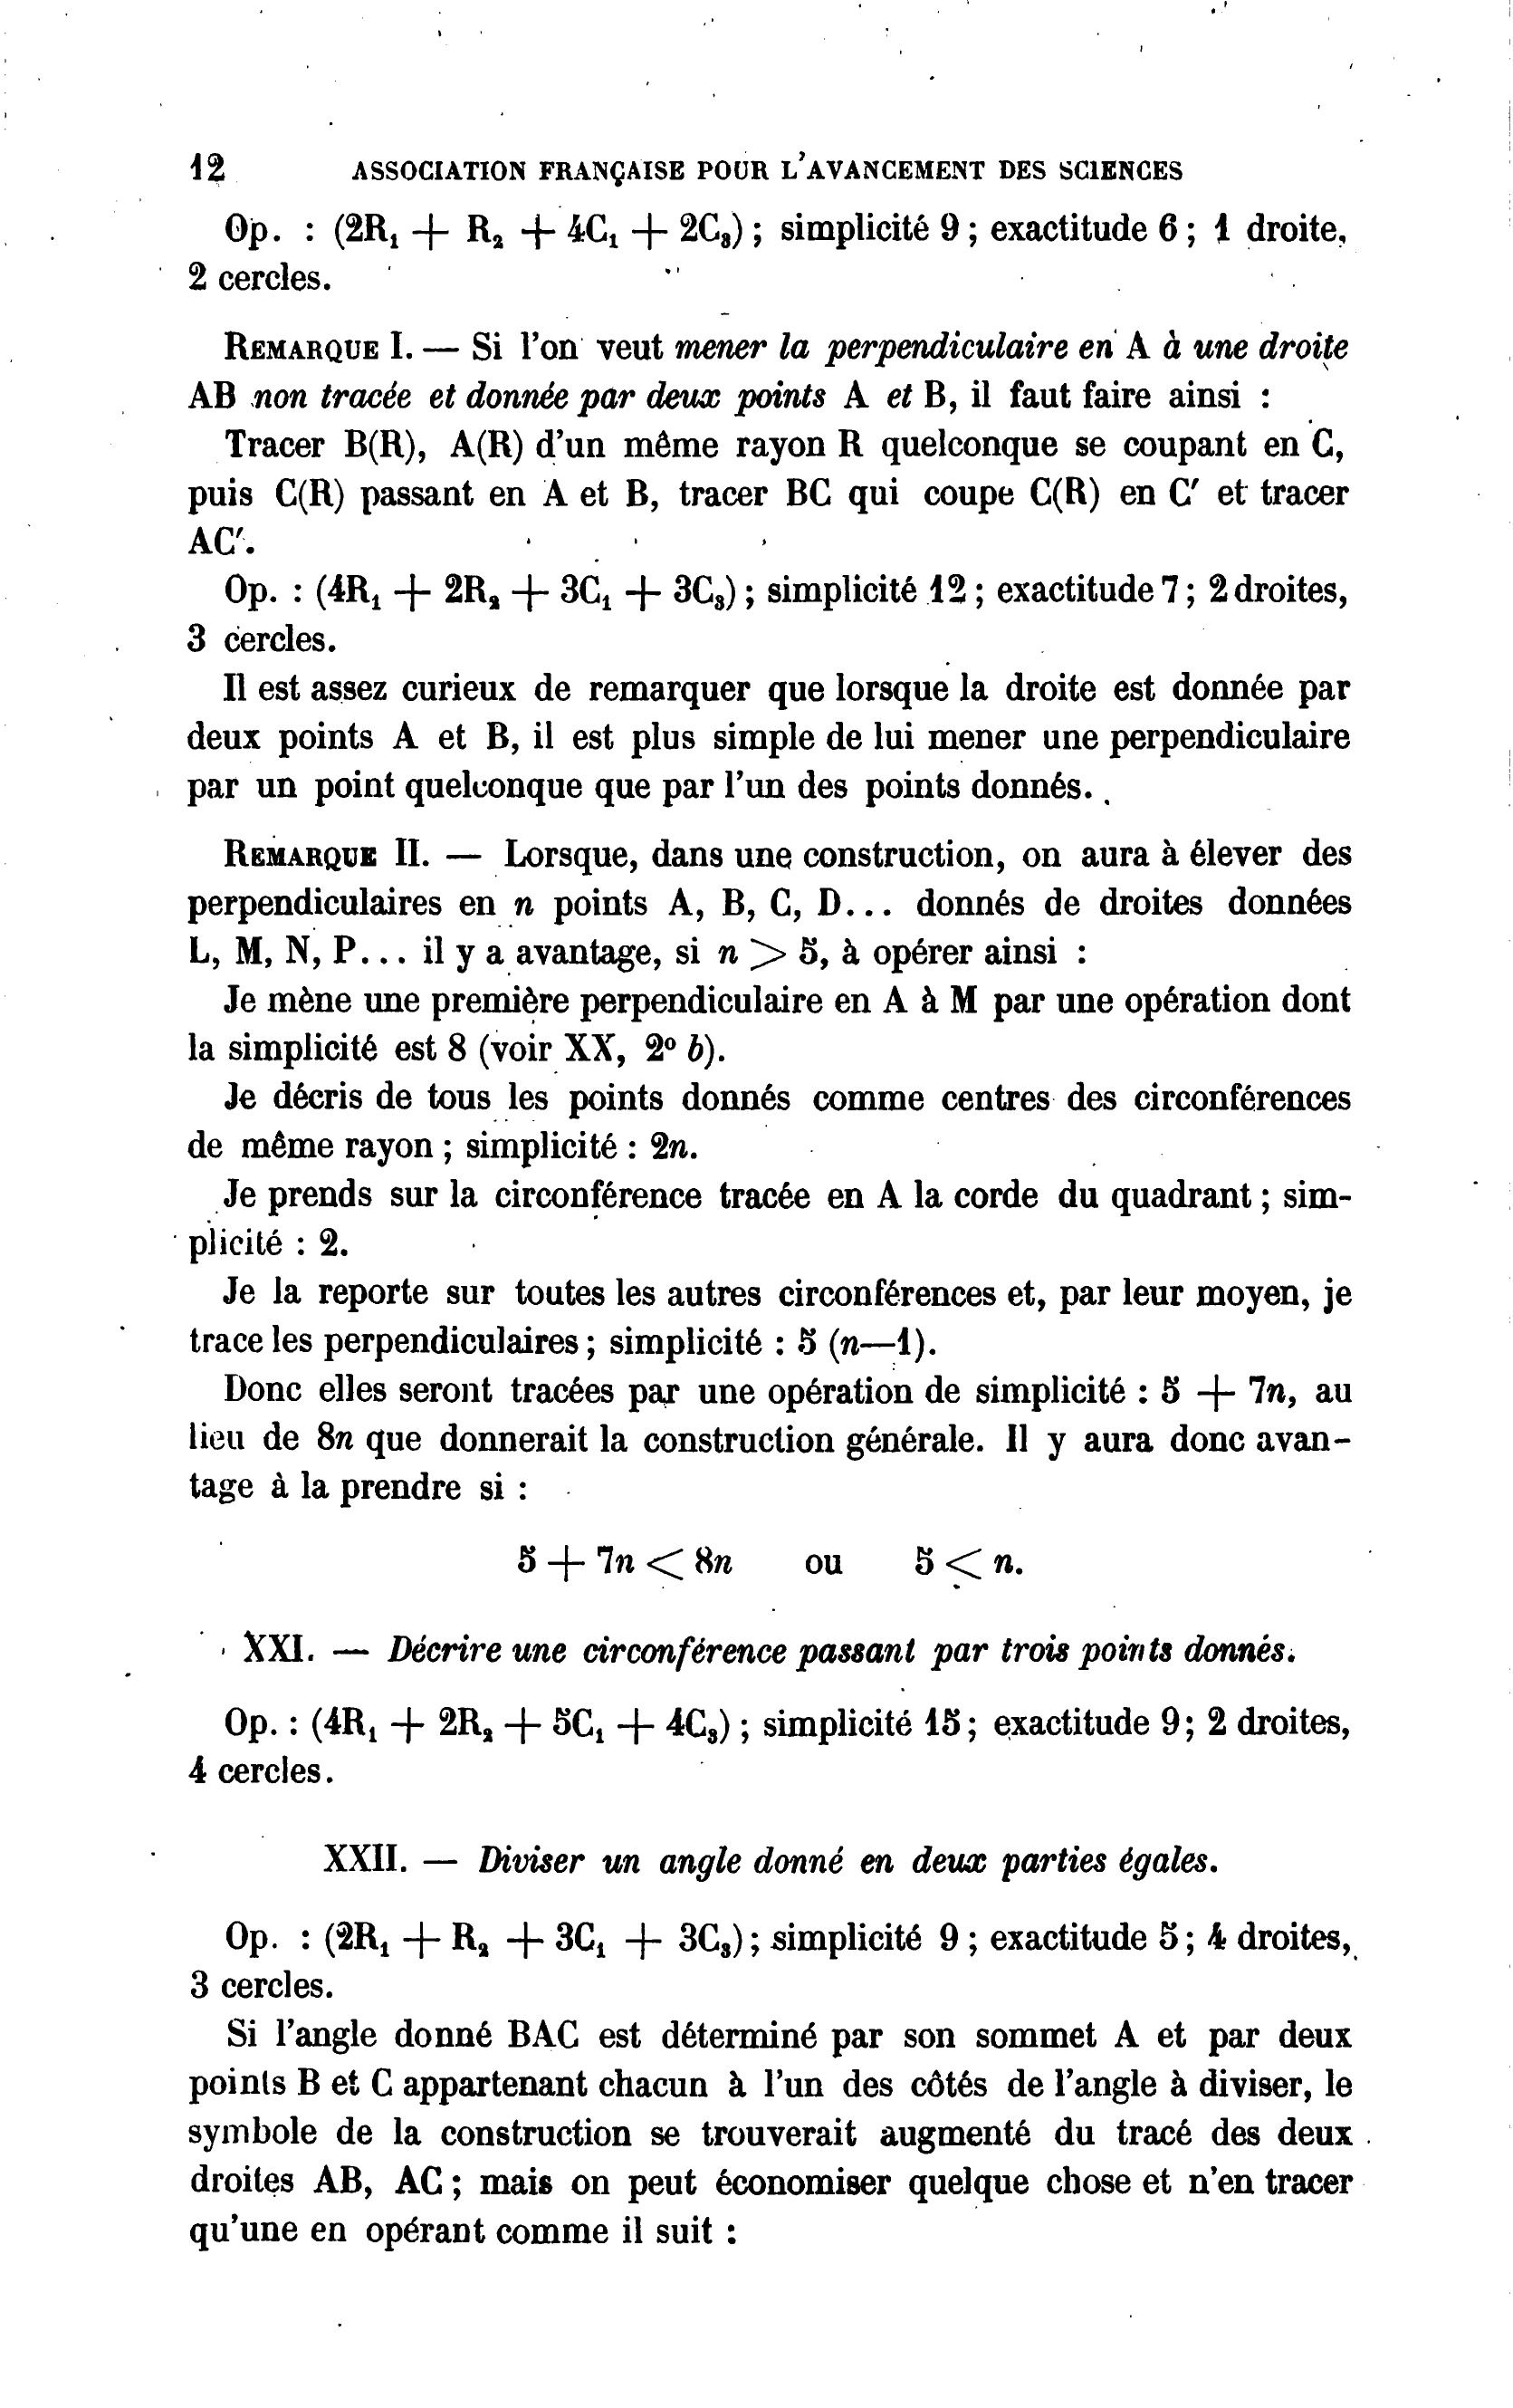 12 ASSOCIATION FRANÇAISE POUR L'AVANCEMENT DES SCIENCES
Op. : (2R₁ + R₂ + 4C₁ + 2C₃) ; simplicité 9 ; exactitude 6 ; 1 droite,
2 cercles.
REMARQUE I. — Si l'on veut mener la perpendiculaire en A à une droite
AB non tracée et donnée par deux points A et B, il faut faire ainsi :
Tracer B(R), A(R) d'un même rayon R quelconque se coupant en C,
puis C(R) passant en A et B, tracer BC qui coupe C(R) en C′ et tracer
AC′.
Op. : (4R₁ + 2R₂ + 3C₁ + 3C₃) ; simplicité 12 ; exactitude 7 ; 2 droites,
3 cercles.
Il est assez curieux de remarquer que lorsque la droite est donnée par
deux points A et B, il est plus simple de lui mener une perpendiculaire
par un point quelconque que par l'un des points donnés.
REMARQUE II. — Lorsque, dans une construction, on aura à élever des
perpendiculaires en n points A, B, C, D... donnés de droites données
L, M, N, P... il y a avantage, si n > 5, à opérer ainsi :
Je mène une première perpendiculaire en A à M par une opération dont
la simplicité est 8 (voir XX, 2° b).
Je décris de tous les points donnés comme centres des circonférences
de même rayon ; simplicité : 2n.
Je prends sur la circonférence tracée en A la corde du quadrant ; sim-
plicité : 2.
Je la reporte sur toutes les autres circonférences et, par leur moyen, je
trace les perpendiculaires ; simplicité : 5 (n—1).
Donc elles seront tracées par une opération de simplicité : 5 + 7n, au
lieu de 8n que donnerait la construction générale. Il y aura donc avan-
tage à la prendre si :
5 + 7n < 8n ou 5 < n.
XXI. — Décrire une circonférence passant par trois points donnés.
Op. : (4R₁ + 2R₂ + 5C₁ + 4C₃) ; simplicité 15 ; exactitude 9 ; 2 droites,
4 cercles.
XXII. — Diviser un angle donné en deux parties égales.
Op. : (2R₁ + R₂ + 3C₁ + 3C₃) ; simplicité 9 ; exactitude 5 ; 4 droites,
3 cercles.
Si l'angle donné BAC est déterminé par son sommet A et par deux
points B et C appartenant chacun à l'un des côtés de l'angle à diviser, le
symbole de la construction se trouverait augmenté du tracé des deux
droites AB, AC ; mais on peut économiser quelque chose et n'en tracer
qu'une en opérant comme il suit :